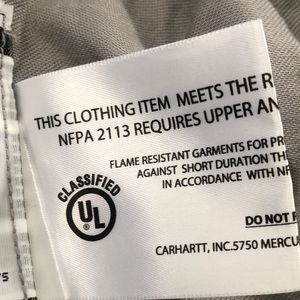 THIS CLOTHING ITEM MEETS THE R
NFPA 2113 REQUIRES UPPER AN
FLAME RESISTANT GARMENTS FOR PR
AGAINST SHORT DURATION TH
IN ACCORDANCE WITH NF
CLASSIFIED
UL
DO NOT
CARHARTT, INC.5750 MERCU